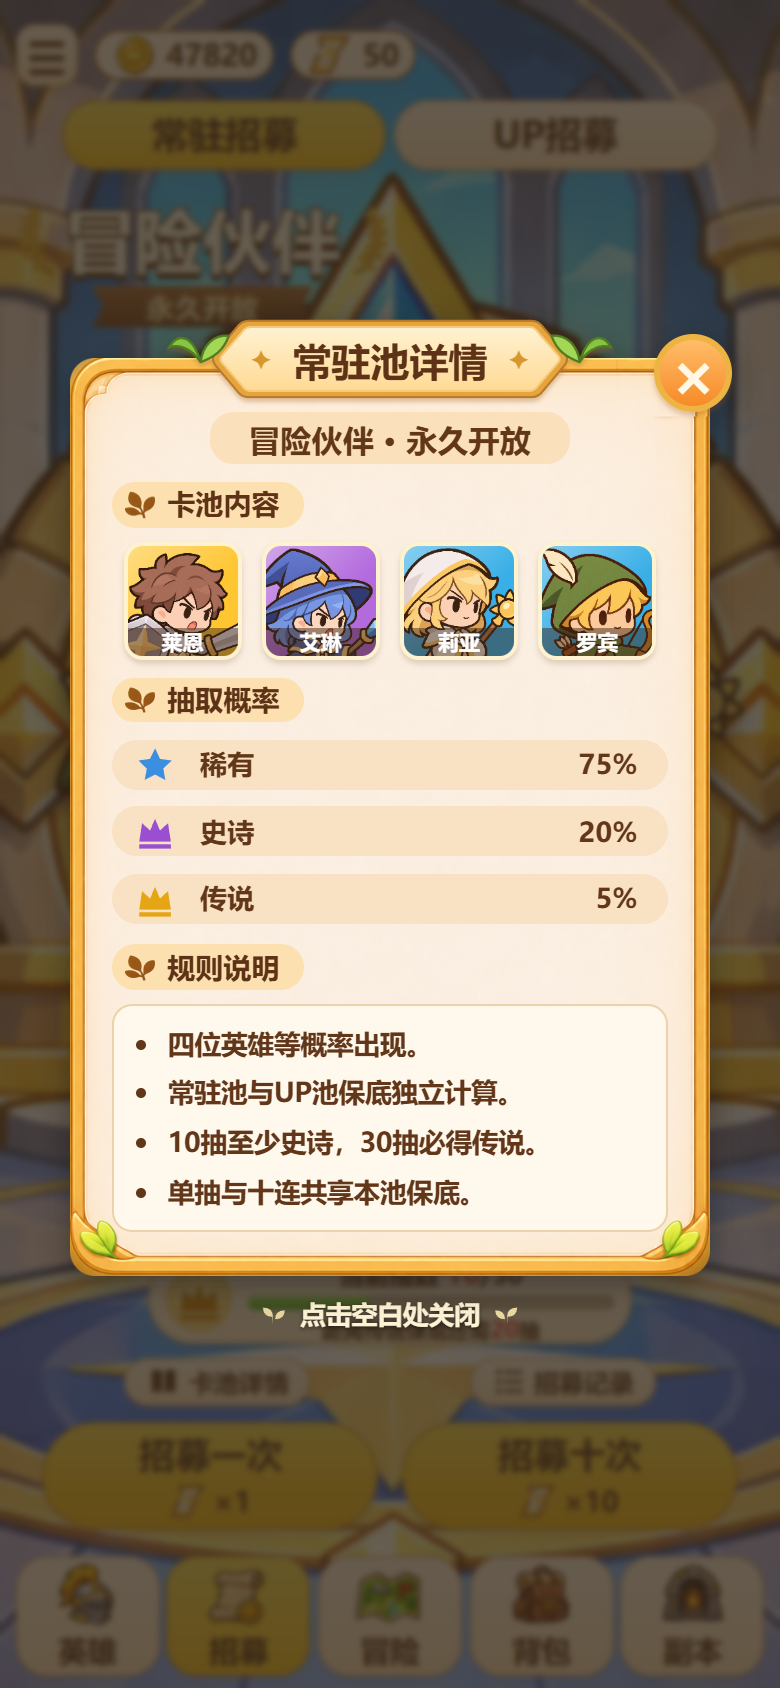 47820
50
常驻招募
UP招募
冒险伙伴
永久开放
常驻池详情
冒险伙伴·永久开放
卡池内容
莱恩
艾琳
莉亚
罗宾
抽取概率
稀有
75%
史诗
20%
传说
5%
规则说明
四位英雄等概率出现。
常驻池与UP池保底独立计算。
10抽至少史诗，30抽必得传说。
单抽与十连共享本池保底。
点击空白处关闭
卡池详情
招募记录
招募一次
×1
招募十次
×10
英雄
招募
冒险
背包
副本